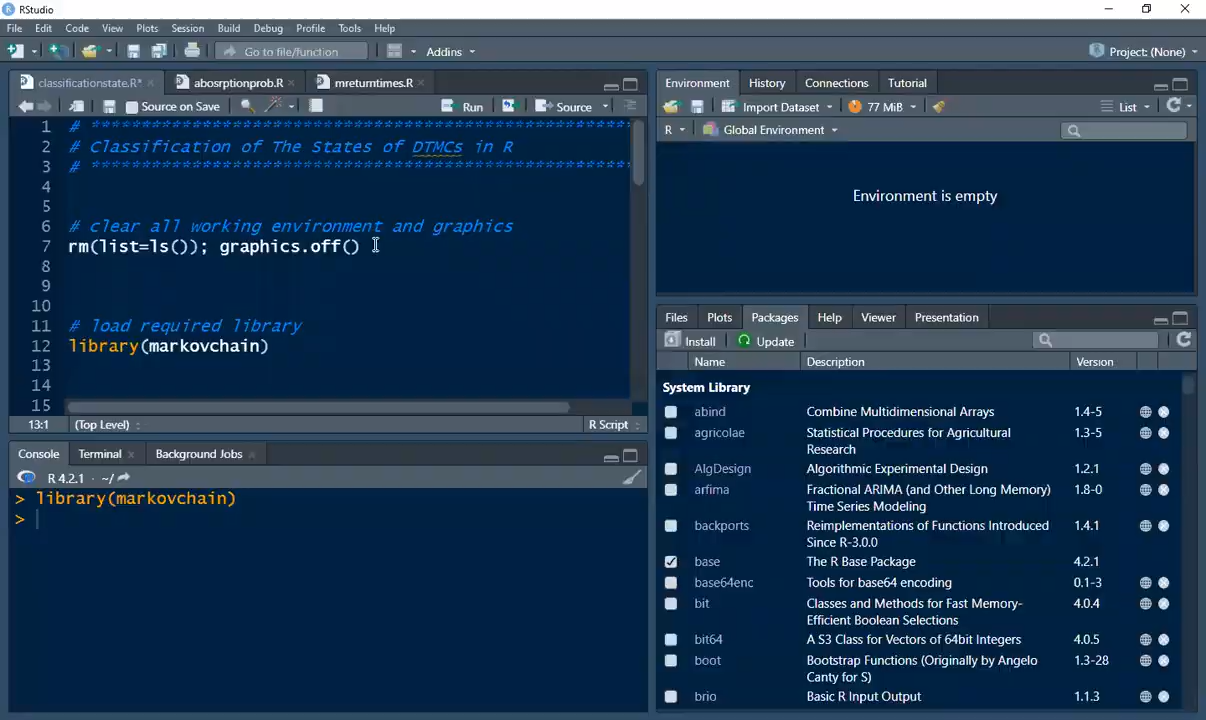 RStudio
File Edit Code View Plots Session Build Debug Profile Tools Help
Go to file/function Addins Project: (None)
classificationstate.R* abosrptionprob.R mreturntimes.R
Source on Save Run Source
1 # ****************************************************************
2 # Classification of The States of DTMCs in R
3 # ****************************************************************
4
5
6 # clear all working environment and graphics
7 rm(list=ls()); graphics.off()
8
9
10
11 # load required library
12 library(markovchain)
13
14
15
13:1 (Top Level) R Script
Console Terminal Background Jobs
R 4.2.1 · ~/
> library(markovchain)
>
Environment History Connections Tutorial
Import Dataset 77 MiB List
R Global Environment
Environment is empty
Files Plots Packages Help Viewer Presentation
Install Update
Name Description Version
System Library
abind Combine Multidimensional Arrays 1.4-5
agricolae Statistical Procedures for Agricultural 1.3-5
Research
AlgDesign Algorithmic Experimental Design 1.2.1
arfima Fractional ARIMA (and Other Long Memory) 1.8-0
Time Series Modeling
backports Reimplementations of Functions Introduced 1.4.1
Since R-3.0.0
base The R Base Package 4.2.1
base64enc Tools for base64 encoding 0.1-3
bit Classes and Methods for Fast Memory- 4.0.4
Efficient Boolean Selections
bit64 A S3 Class for Vectors of 64bit Integers 4.0.5
boot Bootstrap Functions (Originally by Angelo 1.3-28
Canty for S)
brio Basic R Input Output 1.1.3